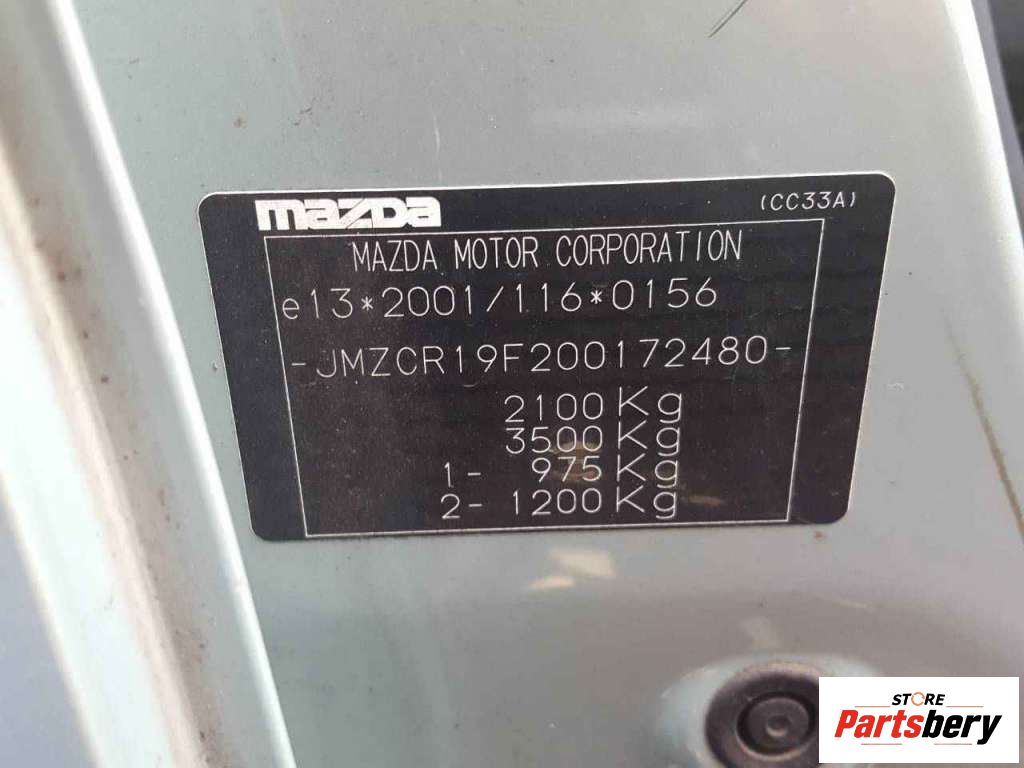 mazda
(CC33A)
MAZDA MOTOR CORPORATION
e13*2001/116*0156
-JMZCR19F200172480-
2100Kg
3500Kg
1- 975Kg
2- 1200Kg
STORE
Partsbery